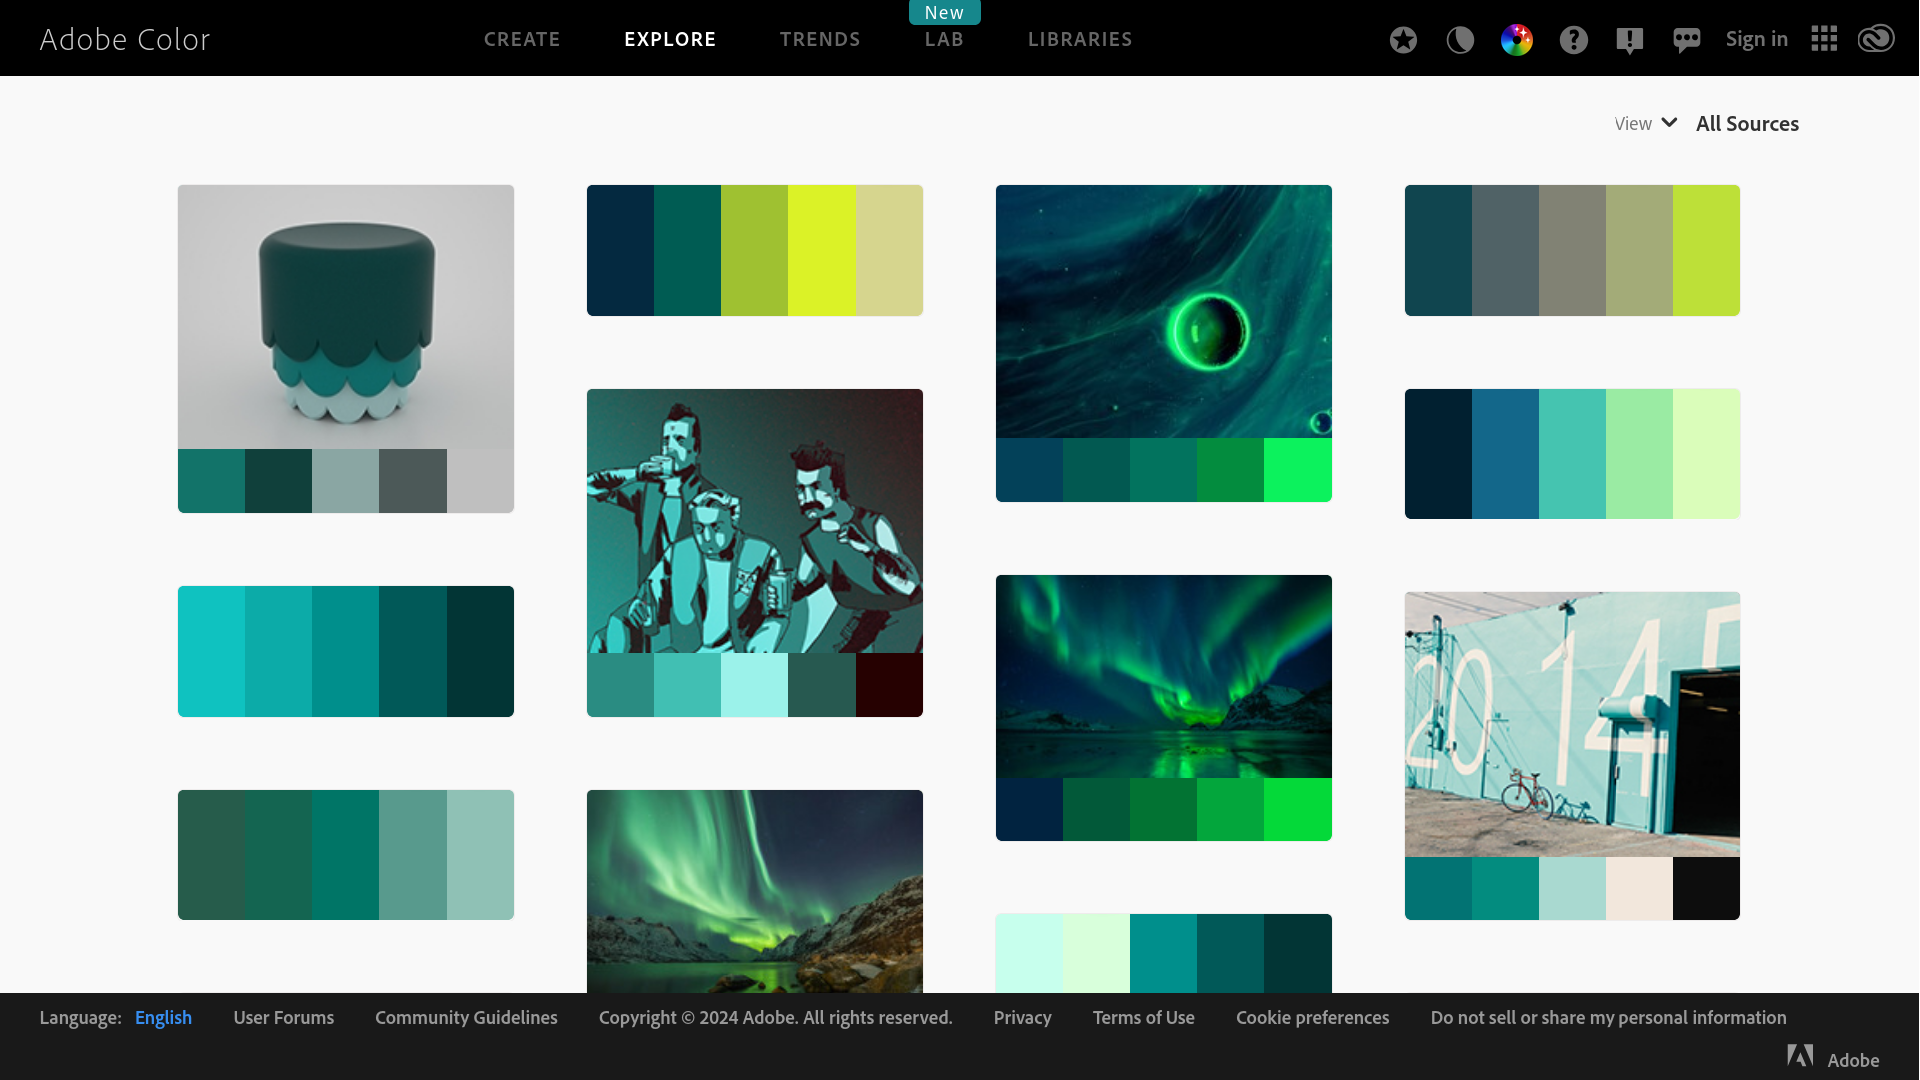 Adobe Color
CREATE
EXPLORE
TRENDS
New
LAB
LIBRARIES
Sign in
View
All Sources
2014
Language: English
User Forums
Community Guidelines
Copyright © 2024 Adobe. All rights reserved.
Privacy
Terms of Use
Cookie preferences
Do not sell or share my personal information
Adobe